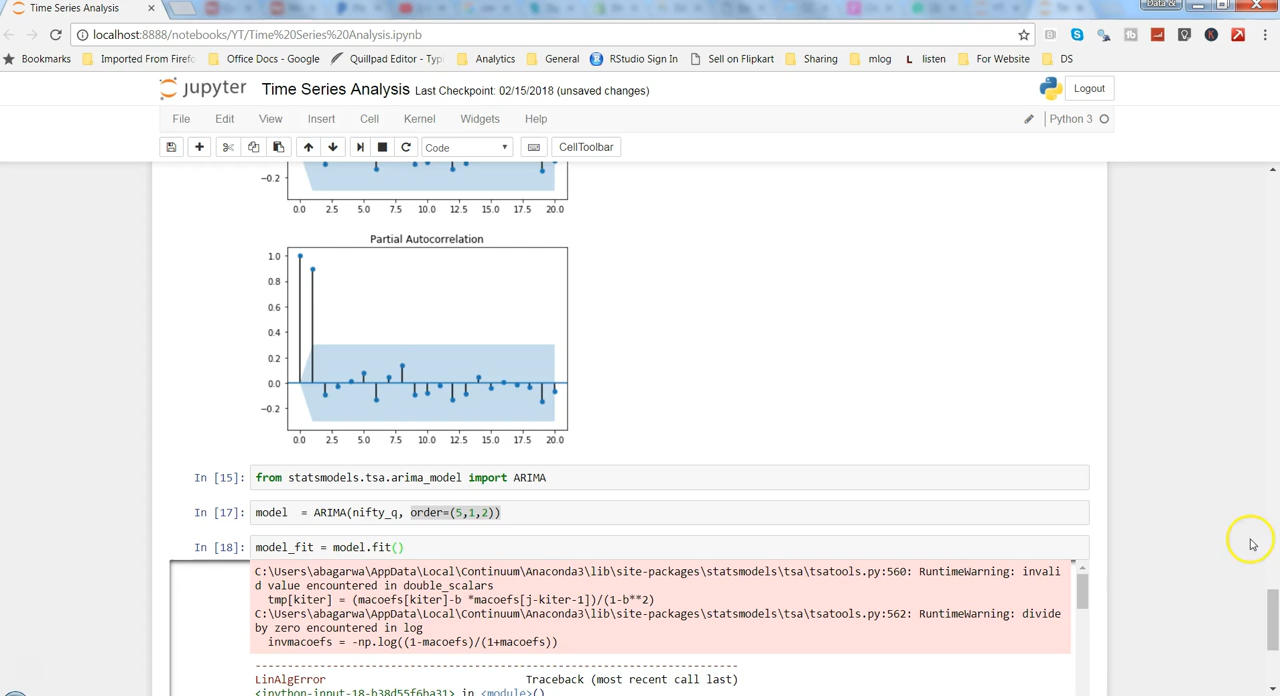 Time Series Analysis
Data &
localhost:8888/notebooks/YT/Time%20Series%20Analysis.ipynb
Bookmarks Imported From Firefo Office Docs - Google Quillpad Editor - Typi Analytics General RStudio Sign In Sell on Flipkart Sharing mlog L listen For Website DS
jupyter Time Series Analysis Last Checkpoint: 02/15/2018 (unsaved changes) Logout
File Edit View Insert Cell Kernel Widgets Help Python 3
Code CellToolbar
−0.2
0.0 2.5 5.0 7.5 10.0 12.5 15.0 17.5 20.0
Partial Autocorrelation
1.0
0.8
0.6
0.4
0.2
0.0
−0.2
0.0 2.5 5.0 7.5 10.0 12.5 15.0 17.5 20.0
In [15]: from statsmodels.tsa.arima_model import ARIMA
In [17]: model = ARIMA(nifty_q, order=(5,1,2))
In [18]: model_fit = model.fit()
C:\Users\abagarwa\AppData\Local\Continuum\Anaconda3\lib\site-packages\statsmodels\tsa\tsatools.py:560: RuntimeWarning: invali
d value encountered in double_scalars
tmp[kiter] = (macoefs[kiter]-b *macoefs[j-kiter-1])/(1-b**2)
C:\Users\abagarwa\AppData\Local\Continuum\Anaconda3\lib\site-packages\statsmodels\tsa\tsatools.py:562: RuntimeWarning: divide
by zero encountered in log
invmacoefs = -np.log((1-macoefs)/(1+macoefs))
---------------------------------------------------------------------------
LinAlgError Traceback (most recent call last)
<ipython-input-18-b38d55f6ba31> in <module>()